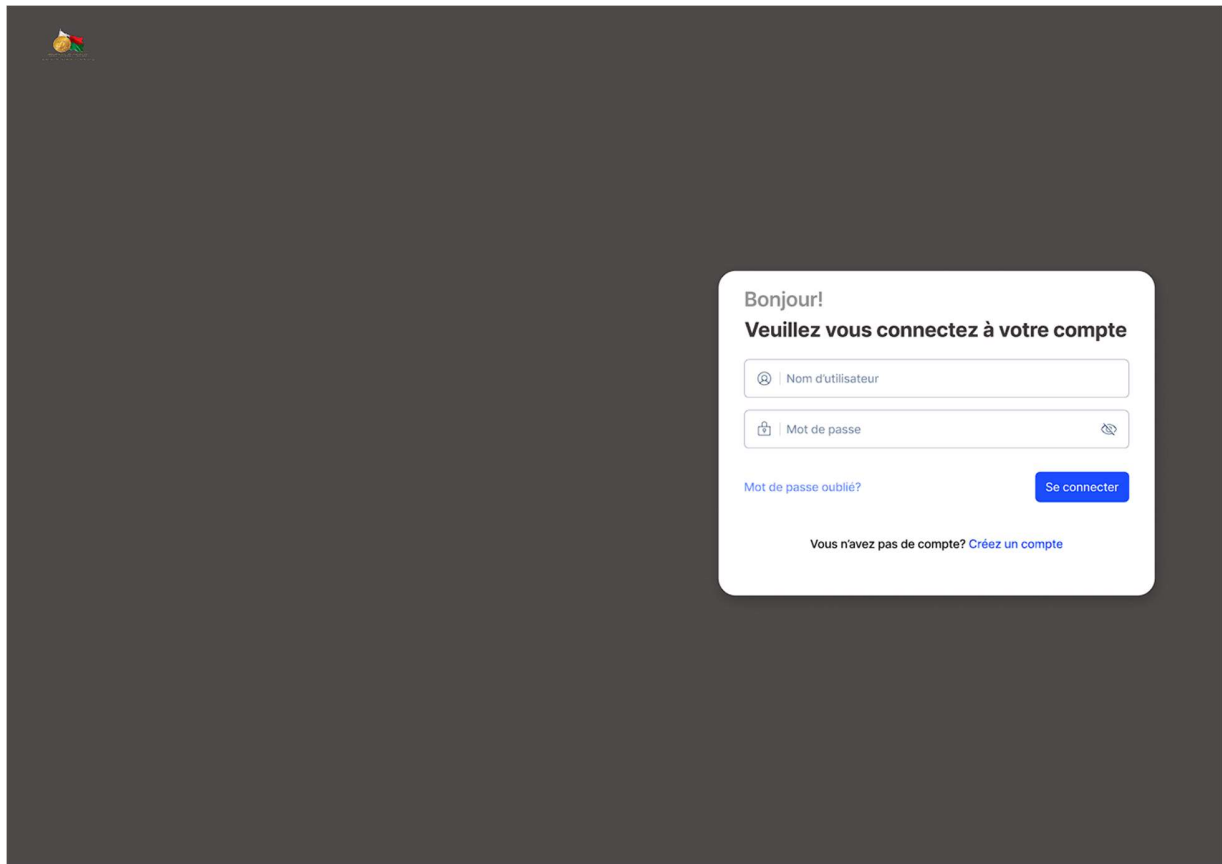 Bonjour!
Veuillez vous connectez à votre compte
Nom d'utilisateur
Mot de passe
Mot de passe oublié?
Se connecter
Vous n'avez pas de compte? Créez un compte